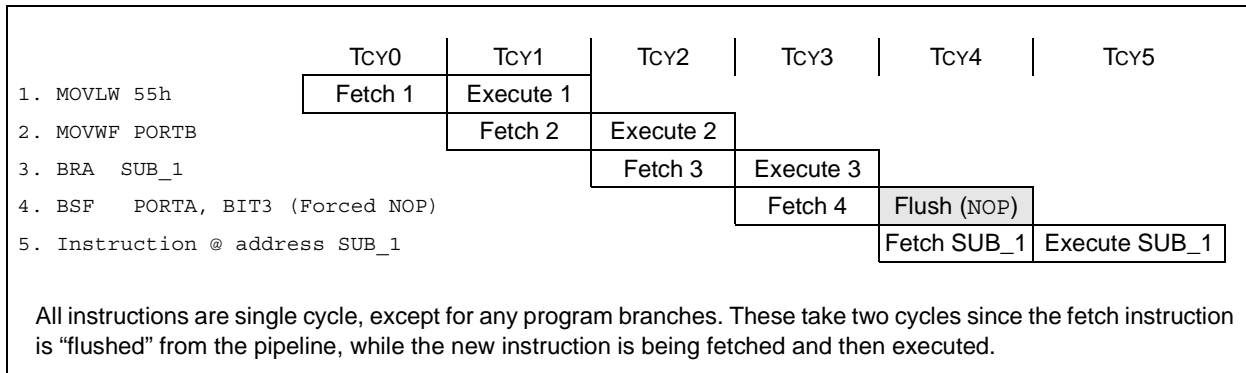 TCY0 TCY1 TCY2 TCY3 TCY4 TCY5
1. MOVLW 55h Fetch 1 Execute 1
2. MOVWF PORTB Fetch 2 Execute 2
3. BRA SUB_1 Fetch 3 Execute 3
4. BSF PORTA, BIT3 (Forced NOP) Fetch 4 Flush (NOP)
5. Instruction @ address SUB_1 Fetch SUB_1 Execute SUB_1
All instructions are single cycle, except for any program branches. These take two cycles since the fetch instruction
is “flushed” from the pipeline, while the new instruction is being fetched and then executed.